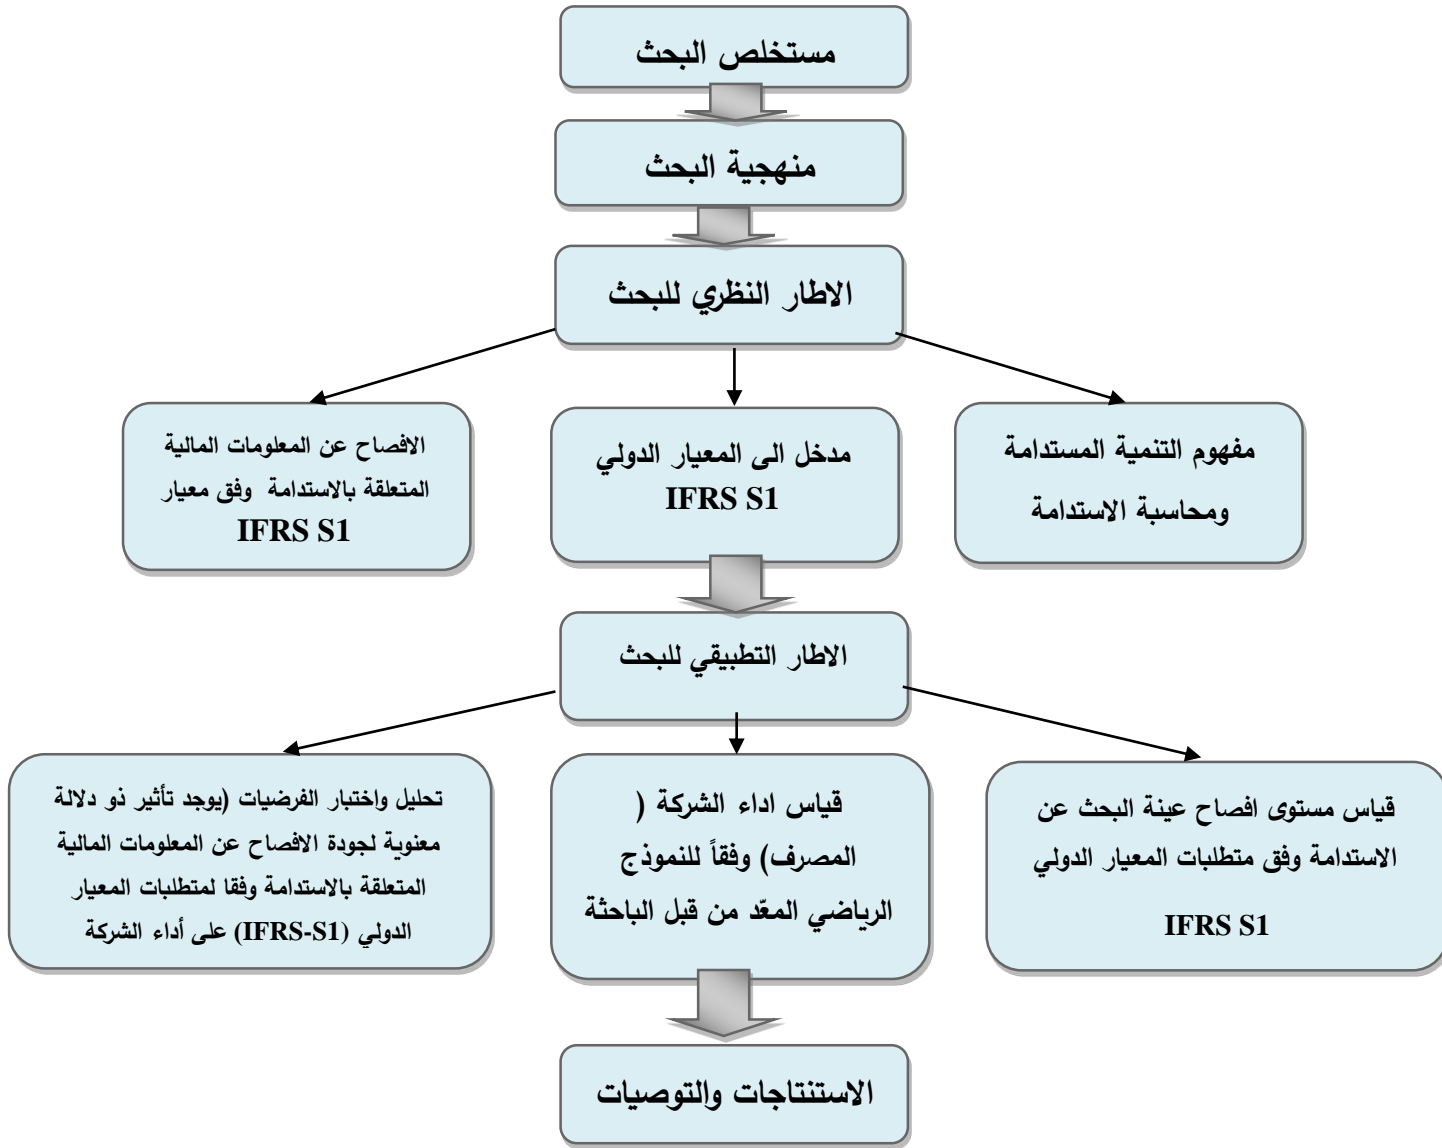 مستخلص البحث
منهجية البحث
الاطار النظري للبحث
مفهوم التنمية المستدامة
ومحاسبة الاستدامة
مدخل الى المعيار الدولي
IFRS S1
الافصاح عن المعلومات المالية
المتعلقة بالاستدامة وفق معيار
IFRS S1
الاطار التطبيقي للبحث
قياس مستوى افصاح عينة البحث عن
الاستدامة وفق متطلبات المعيار الدولي
IFRS S1
قياس اداء الشركة (
المصرف) وفقاً للنموذج
الرياضي المعّد من قبل الباحثة
تحليل واختبار الفرضيات (يوجد تأثير ذو دلالة
معنوية لجودة الافصاح عن المعلومات المالية
المتعلقة بالاستدامة وفقا لمتطلبات المعيار
الدولي (IFRS-S1) على أداء الشركة
الاستنتاجات والتوصيات